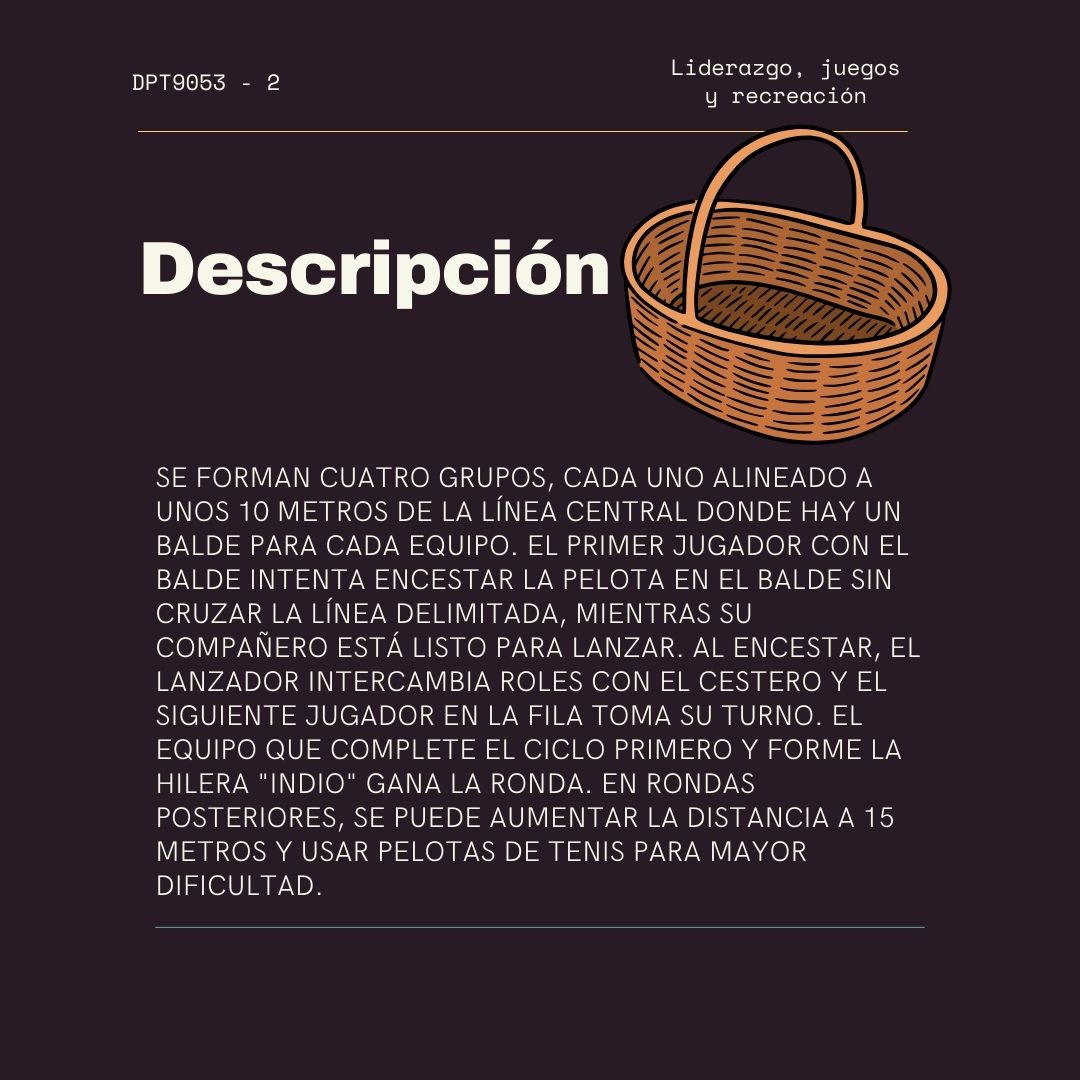 DPT9053 - 2
Liderazgo, juegos
y recreación
Descripción
SE FORMAN CUATRO GRUPOS, CADA UNO ALINEADO A
UNOS 10 METROS DE LA LÍNEA CENTRAL DONDE HAY UN
BALDE PARA CADA EQUIPO. EL PRIMER JUGADOR CON EL
BALDE INTENTA ENCESTAR LA PELOTA EN EL BALDE SIN
CRUZAR LA LÍNEA DELIMITADA, MIENTRAS SU
COMPAÑERO ESTÁ LISTO PARA LANZAR. AL ENCESTAR, EL
LANZADOR INTERCAMBIA ROLES CON EL CESTERO Y EL
SIGUIENTE JUGADOR EN LA FILA TOMA SU TURNO. EL
EQUIPO QUE COMPLETE EL CICLO PRIMERO Y FORME LA
HILERA "INDIO" GANA LA RONDA. EN RONDAS
POSTERIORES, SE PUEDE AUMENTAR LA DISTANCIA A 15
METROS Y USAR PELOTAS DE TENIS PARA MAYOR
DIFICULTAD.